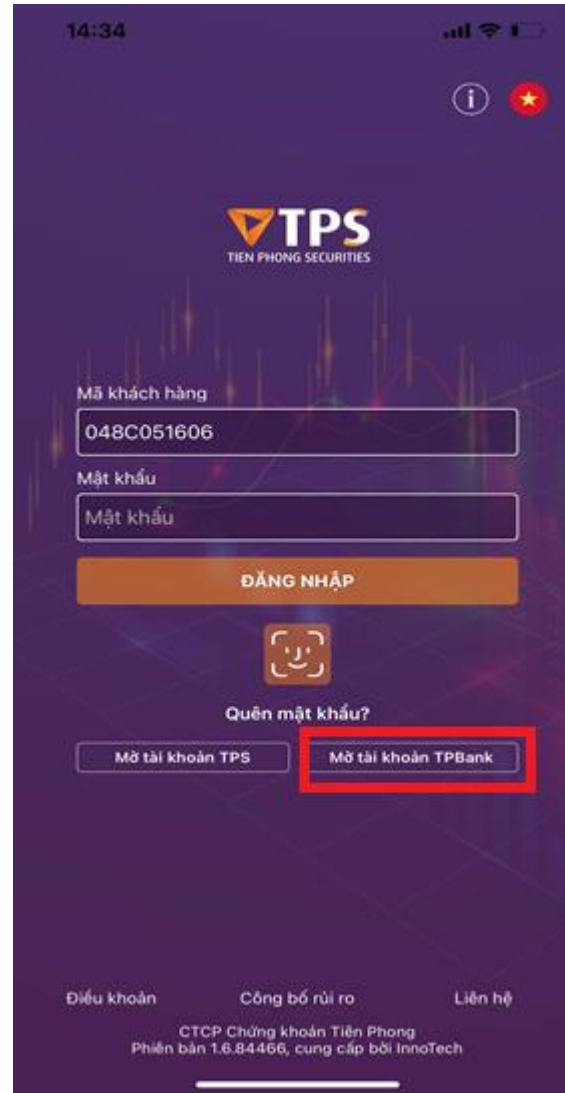 14:34
TPS
TIEN PHONG SECURITIES
Mã khách hàng
048C051606
Mật khẩu
Mật khẩu
ĐĂNG NHẬP
Quên mật khẩu?
Mở tài khoản TPS
Mở tài khoản TPBank
Điều khoản
Công bố rủi ro
Liên hệ
CTCP Chứng khoán Tiên Phong
Phiên bản 1.6.84466, cung cấp bởi InnoTech